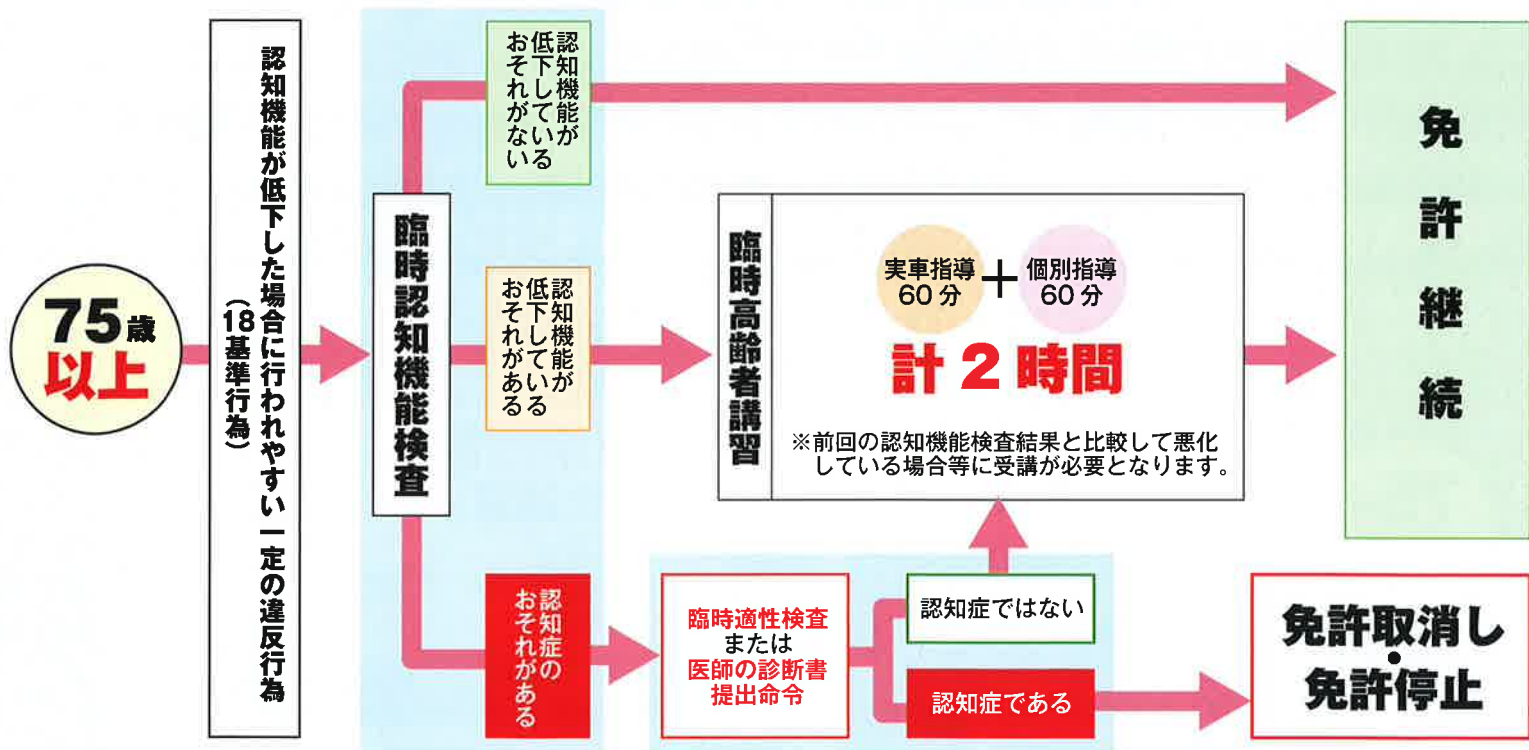 75歳
以上
認知機能が低下した場合に行われやすい一定の違反行為
（18基準行為）
臨時認知機能検査
認知機能が
低下している
おそれがない
認知機能が
低下している
おそれがある
認知症の
おそれがある
臨時高齢者講習
実車指導
60分
＋
個別指導
60分
計2時間
※前回の認知機能検査結果と比較して悪化
している場合等に受講が必要となります。
臨時適性検査
または
医師の診断書
提出命令
認知症ではない
認知症である
免許継続
免許取消し
・
免許停止